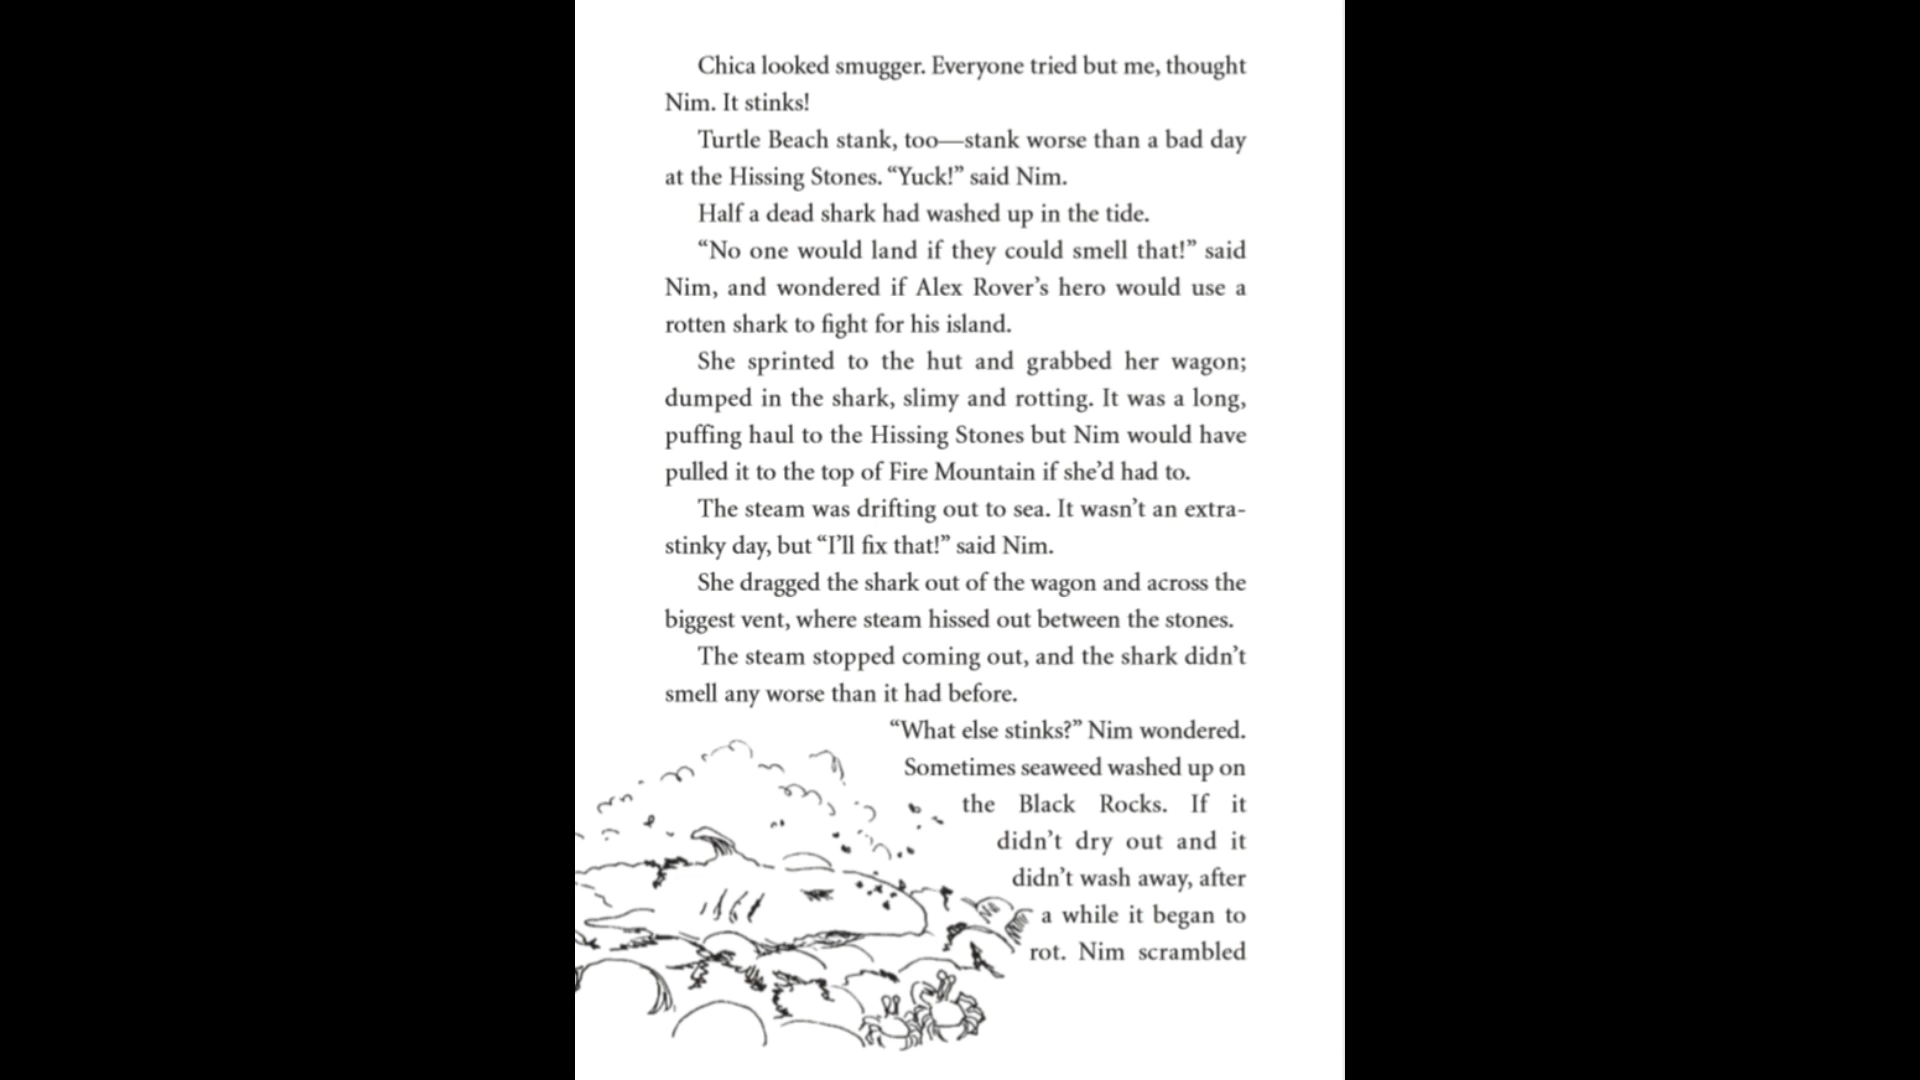 Chica looked smugger. Everyone tried but me, thought
Nim. It stinks!
Turtle Beach stank, too—stank worse than a bad day
at the Hissing Stones. “Yuck!” said Nim.
Half a dead shark had washed up in the tide.
“No one would land if they could smell that!” said
Nim, and wondered if Alex Rover’s hero would use a
rotten shark to fight for his island.
She sprinted to the hut and grabbed her wagon;
dumped in the shark, slimy and rotting. It was a long,
puffing haul to the Hissing Stones but Nim would have
pulled it to the top of Fire Mountain if she’d had to.
The steam was drifting out to sea. It wasn’t an extra-
stinky day, but “I’ll fix that!” said Nim.
She dragged the shark out of the wagon and across the
biggest vent, where steam hissed out between the stones.
The steam stopped coming out, and the shark didn’t
smell any worse than it had before.
“What else stinks?” Nim wondered.
Sometimes seaweed washed up on
the Black Rocks. If it
didn’t dry out and it
didn’t wash away, after
a while it began to
rot. Nim scrambled